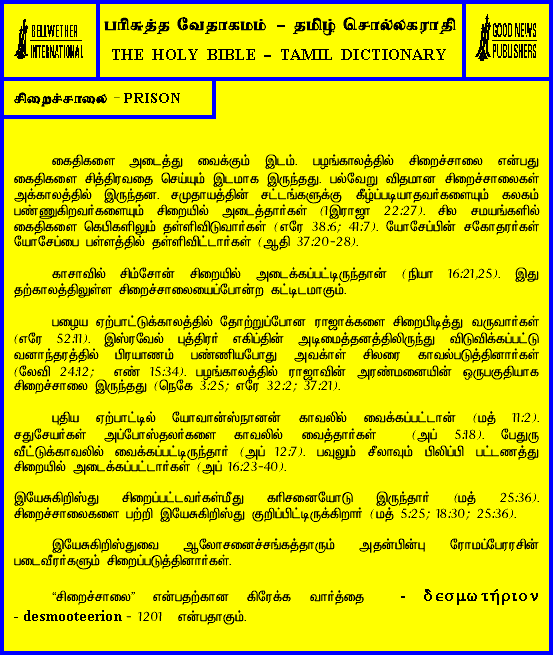 BELLWETHER
INTERNATIONAL
பரிசுத்த வேதாகமம் – தமிழ் சொல்லகராதி
THE HOLY BIBLE – TAMIL DICTIONARY
GOOD NEWS
PUBLISHERS
சிறைச்சாலை - PRISON
கைதிகளை அடைத்து வைக்கும் இடம். பழங்காலத்தில் சிறைச்சாலை என்பது
கைதிகளை சித்திரவதை செய்யும் இடமாக இருந்தது. பல்வேறு விதமான சிறைச்சாலைகள்
அக்காலத்தில் இருந்தன. சமுதாயத்தின் சட்டங்களுக்கு கீழ்ப்படியாதவர்களையும் கலகம்
பண்ணுகிறவர்களையும் சிறையில் அடைத்தார்கள் (1இராஜா 22:27). சில சமயங்களில்
கைதிகளை கெபிகளிலும் தள்ளிவிடுவார்கள் (எரே 38:6; 41:7). யோசேப்பின் சகோதரர்கள்
யோசேப்பை பள்ளத்தில் தள்ளிவிட்டார்கள் (ஆதி 37:20-28).
காசாவில் சிம்சோன் சிறையில் அடைக்கப்பட்டிருந்தான் (நியா 16:21,25). இது
தற்காலத்திலுள்ள சிறைச்சாலையைப்போன்ற கட்டிடமாகும்.
பழைய ஏற்பாட்டுக்காலத்தில் தோற்றுப்போன ராஜாக்களை சிறைபிடித்து வருவார்கள்
(எரே 52:11). இஸ்ரவேல் புத்திரர் எகிப்தின் அடிமைத்தனத்திலிருந்து விடுவிக்கப்பட்டு
வனாந்தரத்தில் பிரயாணம் பண்ணியபோது அவக்ள் சிலரை காவல்படுத்தினார்கள்
(லேவி 24:12; எண் 15:34). பழங்காலத்தில் ராஜாவின் அரண்மனையின் ஒருபகுதியாக
சிறைச்சாலை இருந்தது (நெகே 3:25; எரே 32:2; 37:21).
புதிய ஏற்பாட்டில் யோவான்ஸ்நானன் காவலில் வைக்கப்பட்டான் (மத் 11:2).
சதுசேயர்கள் அப்போஸ்தலர்களை காவலில் வைத்தார்கள் (அப் 5:18). பேதுரு
வீட்டுக்காவலில் வைக்கப்பட்டிருந்தார் (அப் 12:7). பவுலும் சீலாவும் பிலிப்பி பட்டணத்து
சிறையில் அடைக்கப்பட்டார்கள் (அப் 16:23-40).
இயேசுகிறிஸ்து சிறைப்பட்டவர்கள்மீது கரிசனையோடு இருந்தார் (மத் 25:36).
சிறைச்சாலைகளை பற்றி இயேசுகிறிஸ்து குறிப்பிட்டிருக்கிறார் (மத் 5:25; 18:30; 25:36).
இயேசுகிறிஸ்துவை ஆலோசனைச்சங்கத்தாரும் அதன்பின்பு ரோமப்பேரரசின்
படைவீரர்களும் சிறைப்படுத்தினார்கள்.
“சிறைச்சாலை” என்பதற்கான கிரேக்க வார்த்தை - δεσμωτήριον
- desmooteerion - 1201 என்பதாகும்.